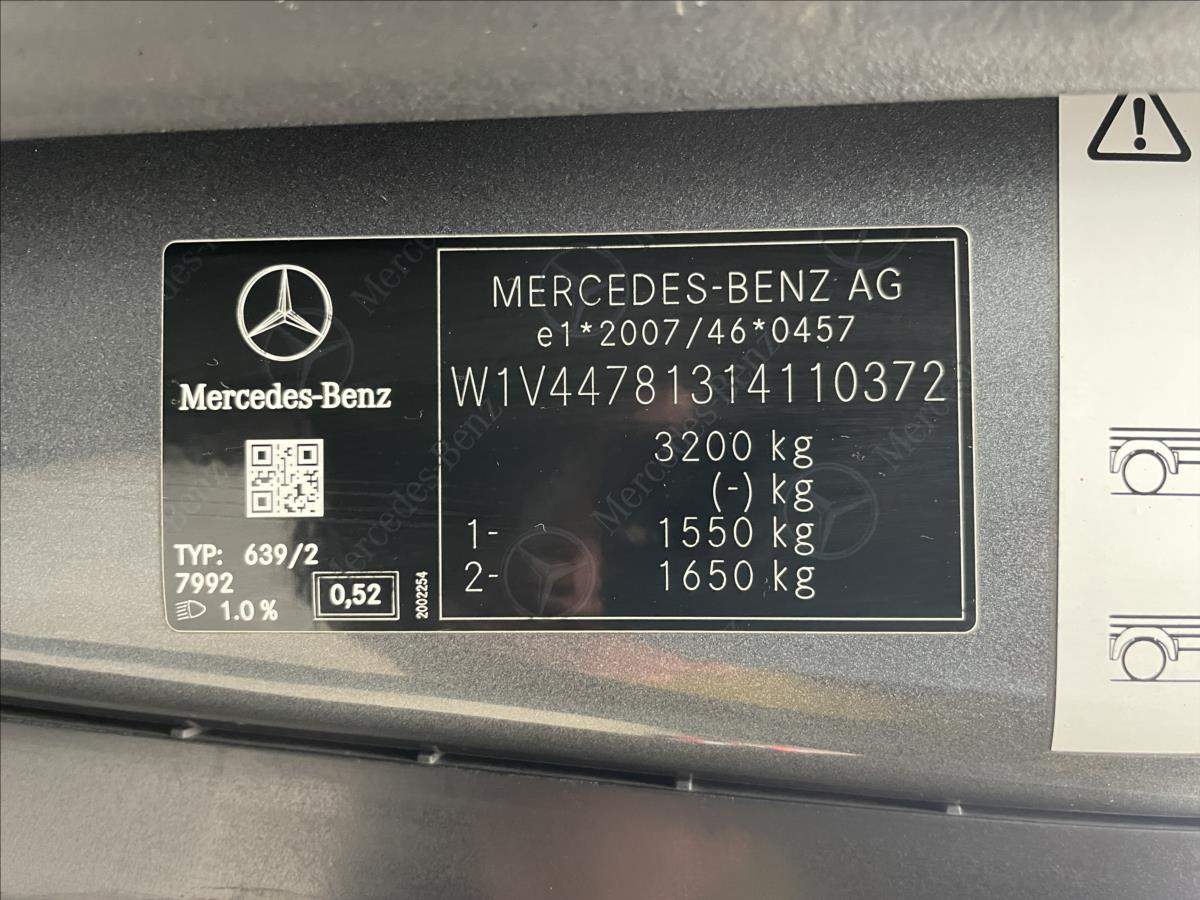 Mercedes-Benz
TYP: 639/2
7992
1.0 %
0,52
2002254
MERCEDES-BENZ AG
e1*2007/46*0457
W1V44781314110372
3200 kg
(-) kg
1- 1550 kg
2- 1650 kg